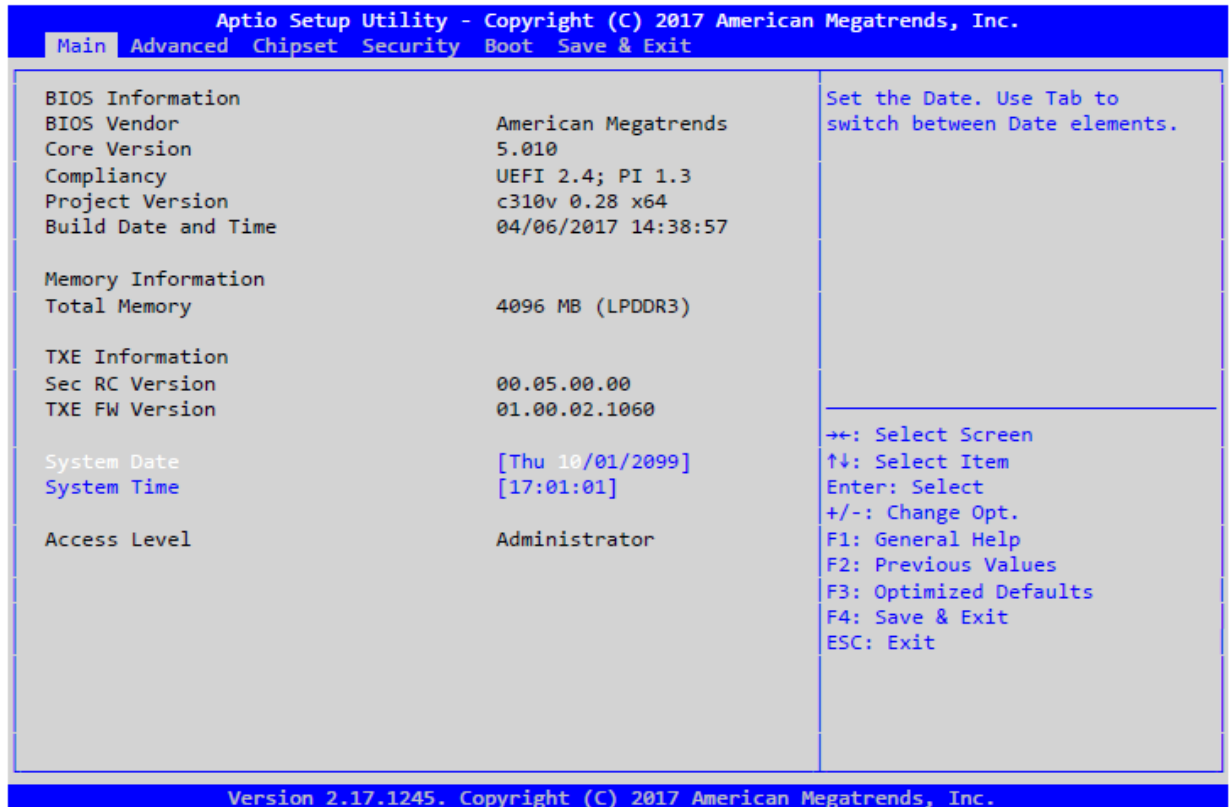 Aptio Setup Utility - Copyright (C) 2017 American Megatrends, Inc.
Main Advanced Chipset Security Boot Save & Exit
BIOS Information
BIOS Vendor American Megatrends
Core Version 5.010
Compliancy UEFI 2.4; PI 1.3
Project Version c310v 0.28 x64
Build Date and Time 04/06/2017 14:38:57
Memory Information
Total Memory 4096 MB (LPDDR3)
TXE Information
Sec RC Version 00.05.00.00
TXE FW Version 01.00.02.1060
System Date [Thu 10/01/2099]
System Time [17:01:01]
Access Level Administrator
Set the Date. Use Tab to
switch between Date elements.
→←: Select Screen
↑↓: Select Item
Enter: Select
+/-: Change Opt.
F1: General Help
F2: Previous Values
F3: Optimized Defaults
F4: Save & Exit
ESC: Exit
Version 2.17.1245. Copyright (C) 2017 American Megatrends, Inc.